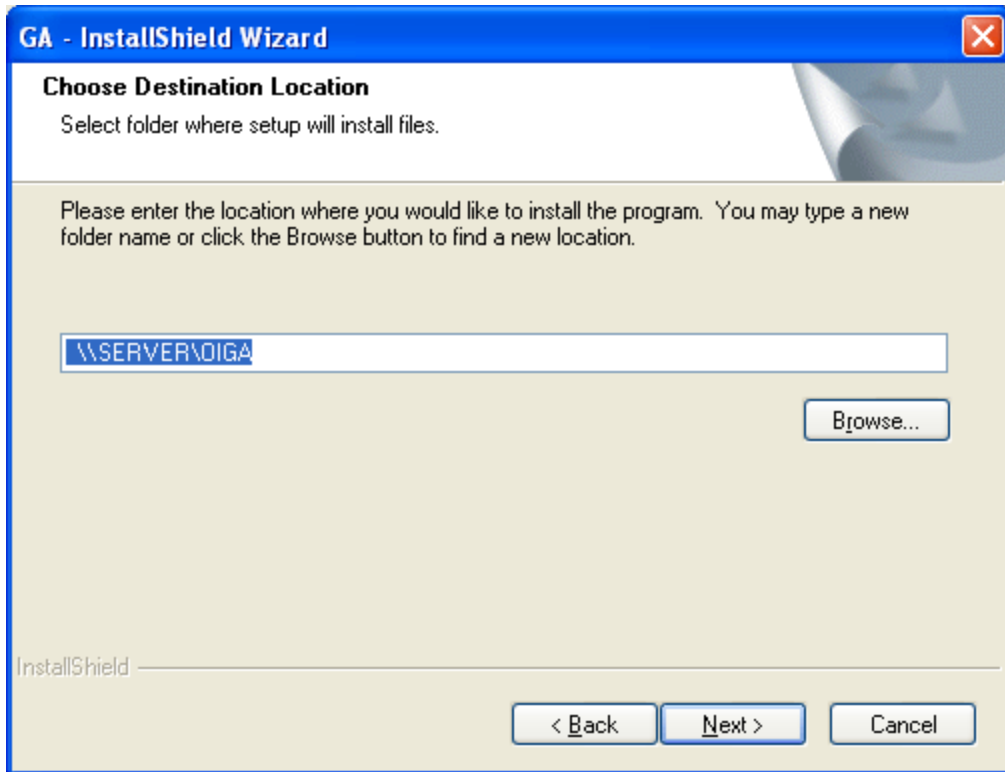 GA - InstallShield Wizard
Choose Destination Location
Select folder where setup will install files.
Please enter the location where you would like to install the program.  You may type a new
folder name or click the Browse button to find a new location.
\\SERVER\OIGA
Browse...
InstallShield
< Back
Next >
Cancel